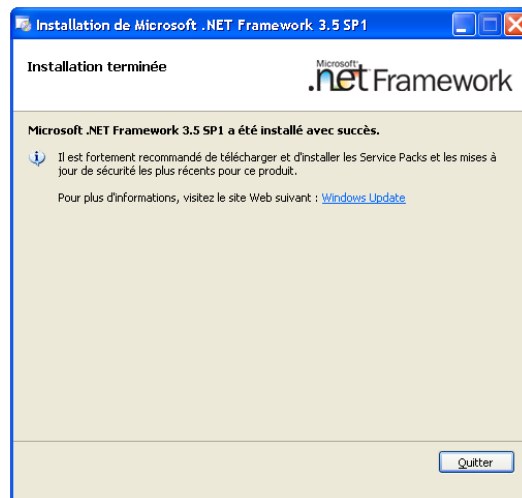 Installation de Microsoft .NET Framework 3.5 SP1
Installation terminée
Microsoft
.net Framework
Microsoft .NET Framework 3.5 SP1 a été installé avec succès.
Il est fortement recommandé de télécharger et d'installer les Service Packs et les mises à
jour de sécurité les plus récents pour ce produit.
Pour plus d'informations, visitez le site Web suivant : Windows Update
Quitter